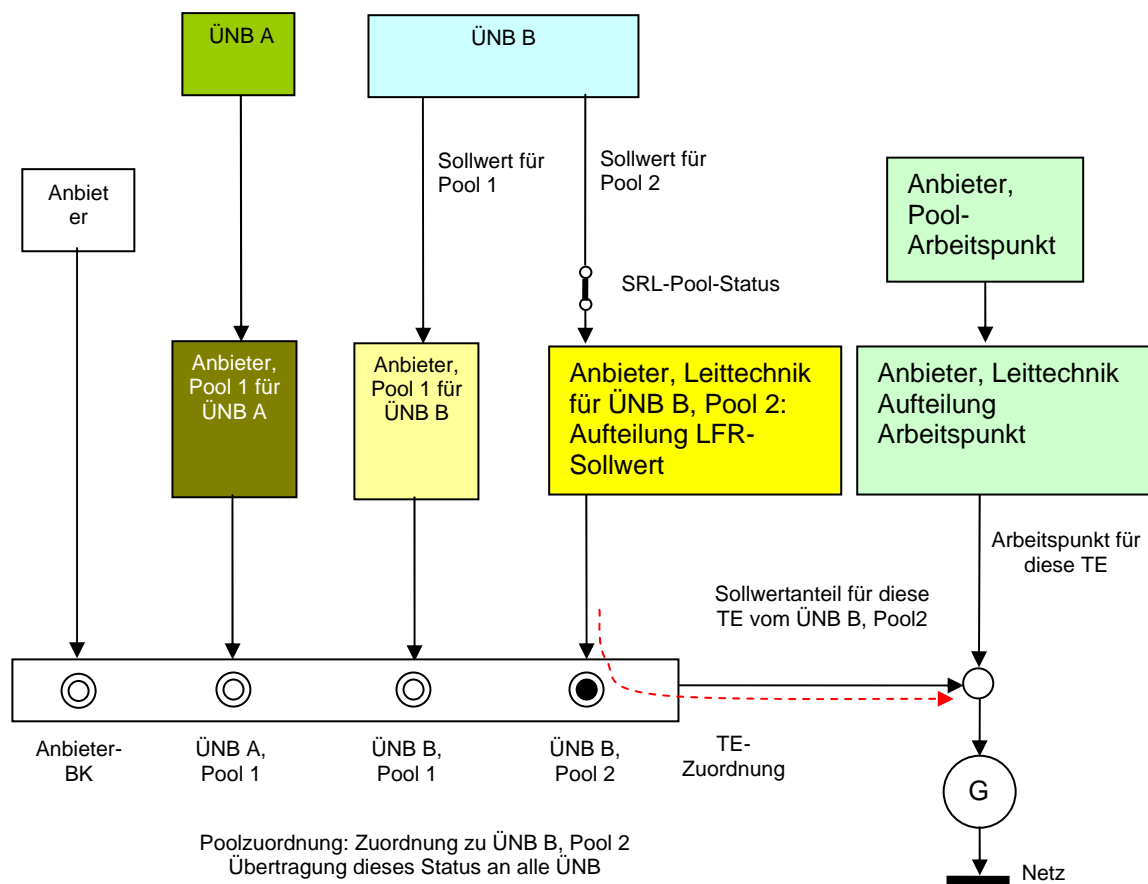 ÜNB A
ÜNB B
Sollwert für
Pool 1
Sollwert für
Pool 2
Anbiet
er
Anbieter,
Pool-
Arbeitspunkt
SRL-Pool-Status
Anbieter,
Pool 1 für
ÜNB A
Anbieter,
Pool 1 für
ÜNB B
Anbieter, Leittechnik
für ÜNB B, Pool 2:
Aufteilung LFR-
Sollwert
Anbieter, Leittechnik
Aufteilung
Arbeitspunkt
Arbeitspunkt für
diese TE
Sollwertanteil für diese
TE vom ÜNB B, Pool2
Anbieter-
BK
ÜNB A,
Pool 1
ÜNB B,
Pool 1
ÜNB B,
Pool 2
TE-
Zuordnung
G
Poolzuordnung: Zuordnung zu ÜNB B, Pool 2
Übertragung dieses Status an alle ÜNB
Netz